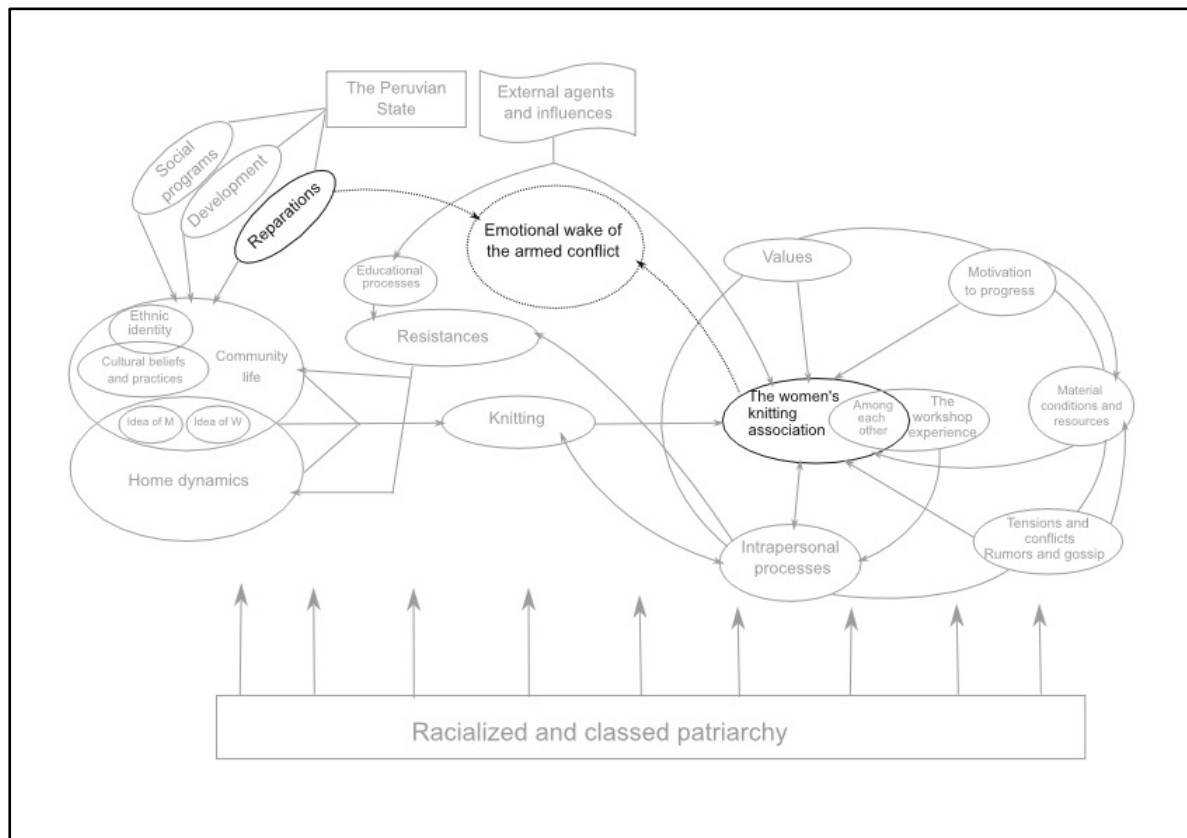 The Peruvian
State
External agents
and influences
Social
programs
Development
Reparations
Emotional wake of
the armed conflict
Educational
processes
Values
Motivation
to progress
Ethnic
identity
Cultural beliefs
and practices
Community
life
Resistances
Idea of M
Idea of W
Home dynamics
Knitting
The women's
knitting
association
Among
each
other
The
workshop
experience
Material
conditions and
resources
Intrapersonal
processes
Tensions and
conflicts
Rumors and gossip
Racialized and classed patriarchy